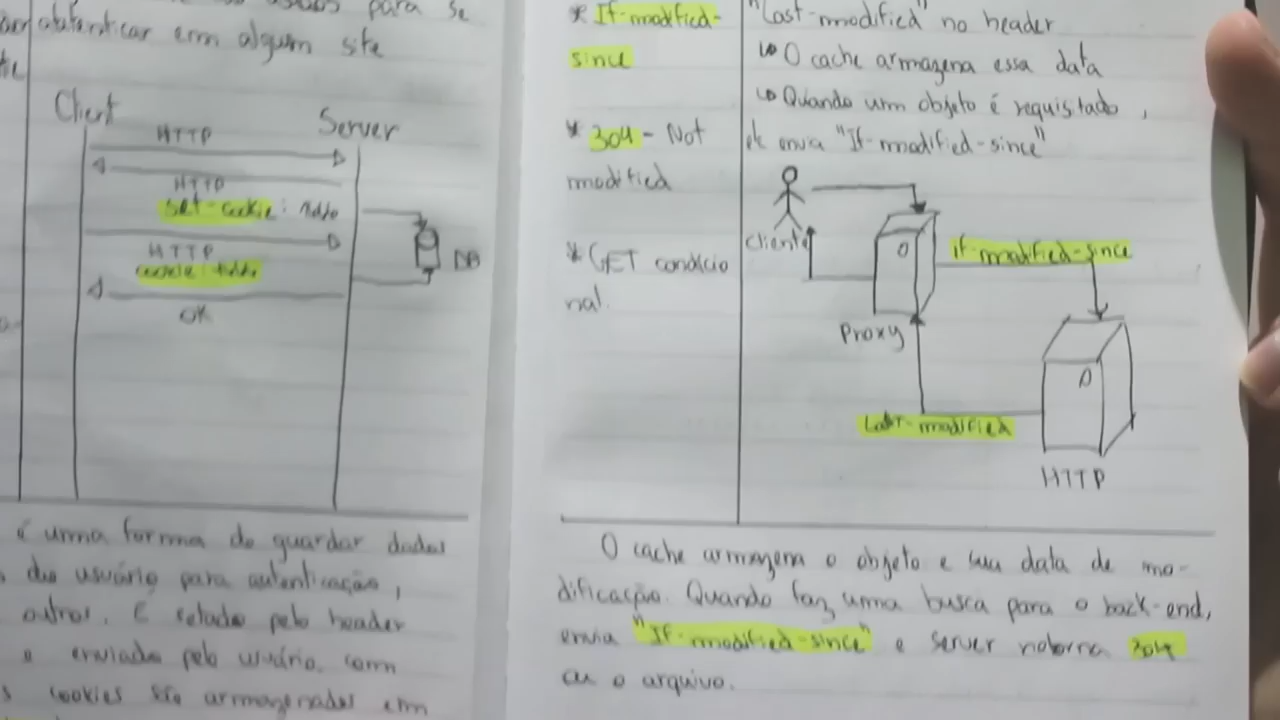 para se
autenticar em algum site
Client
Server
HTTP
HTTP
set-cookie:
HTTP
cookie:
DB
OK
é uma forma de guardar dados
do usuário para autenticação,
outros. É setado pelo header
e enviado pelo usuário. com
cookies são armazenados em
* If-modified-
since
* 304 - Not
modified
* GET condicio
nal.
"Last-modified" no header
↳ O cache armazena essa data
↳ Quando um objeto é requisitado,
ele envia "If-modified-since"
cliente
Proxy
if-modified-since
Last-modified
HTTP
O cache armazena o objeto e sua data de mo-
dificação. Quando faz uma busca para o back-end,
envia "If-modified-since" e server retorna 304
ou o arquivo.